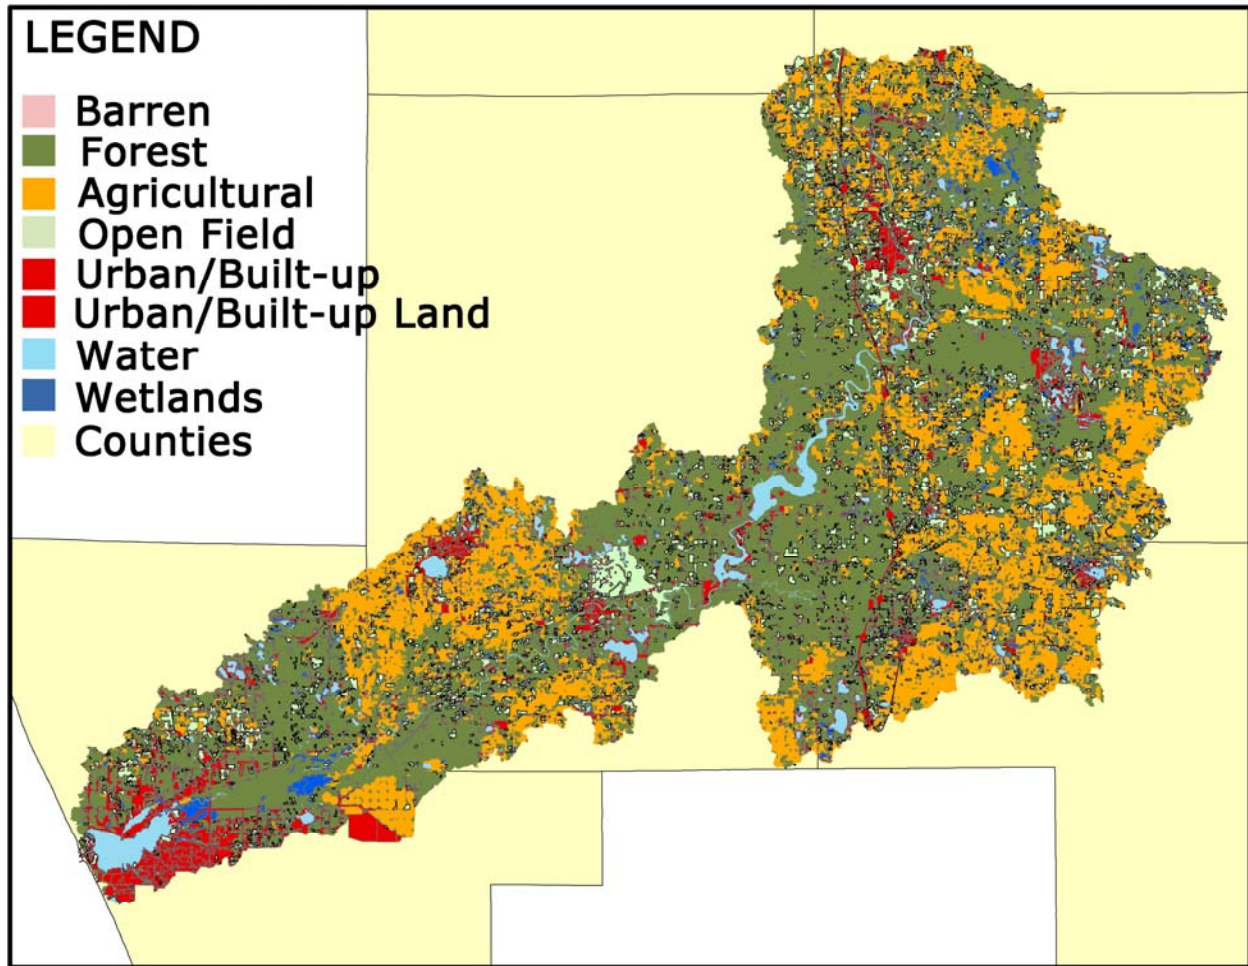 LEGEND
Barren
Forest
Agricultural
Open Field
Urban/Built-up
Urban/Built-up Land
Water
Wetlands
Counties